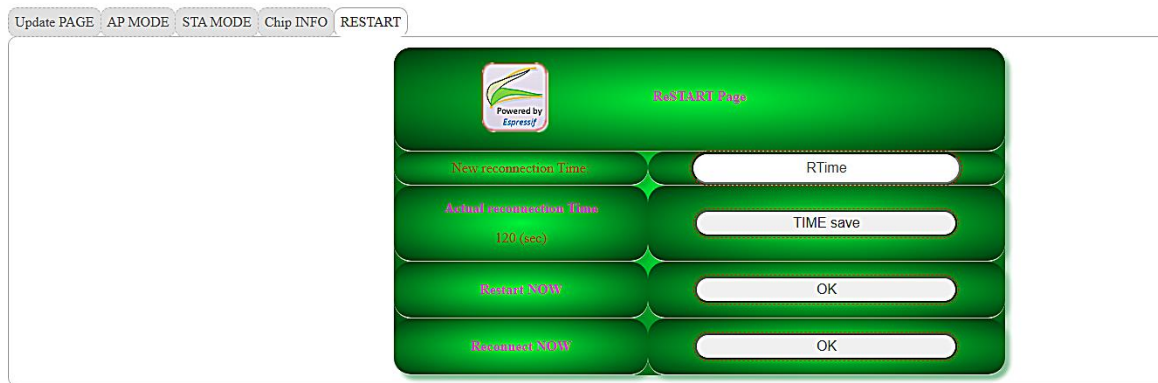 Update PAGE AP MODE STA MODE Chip INFO RESTART
Powered by
Espressif
ReSTART Page
New reconnection Time RTime
Actual reconnection Time
120 (sec)
TIME save
Restart NOW OK
Reconnect NOW OK